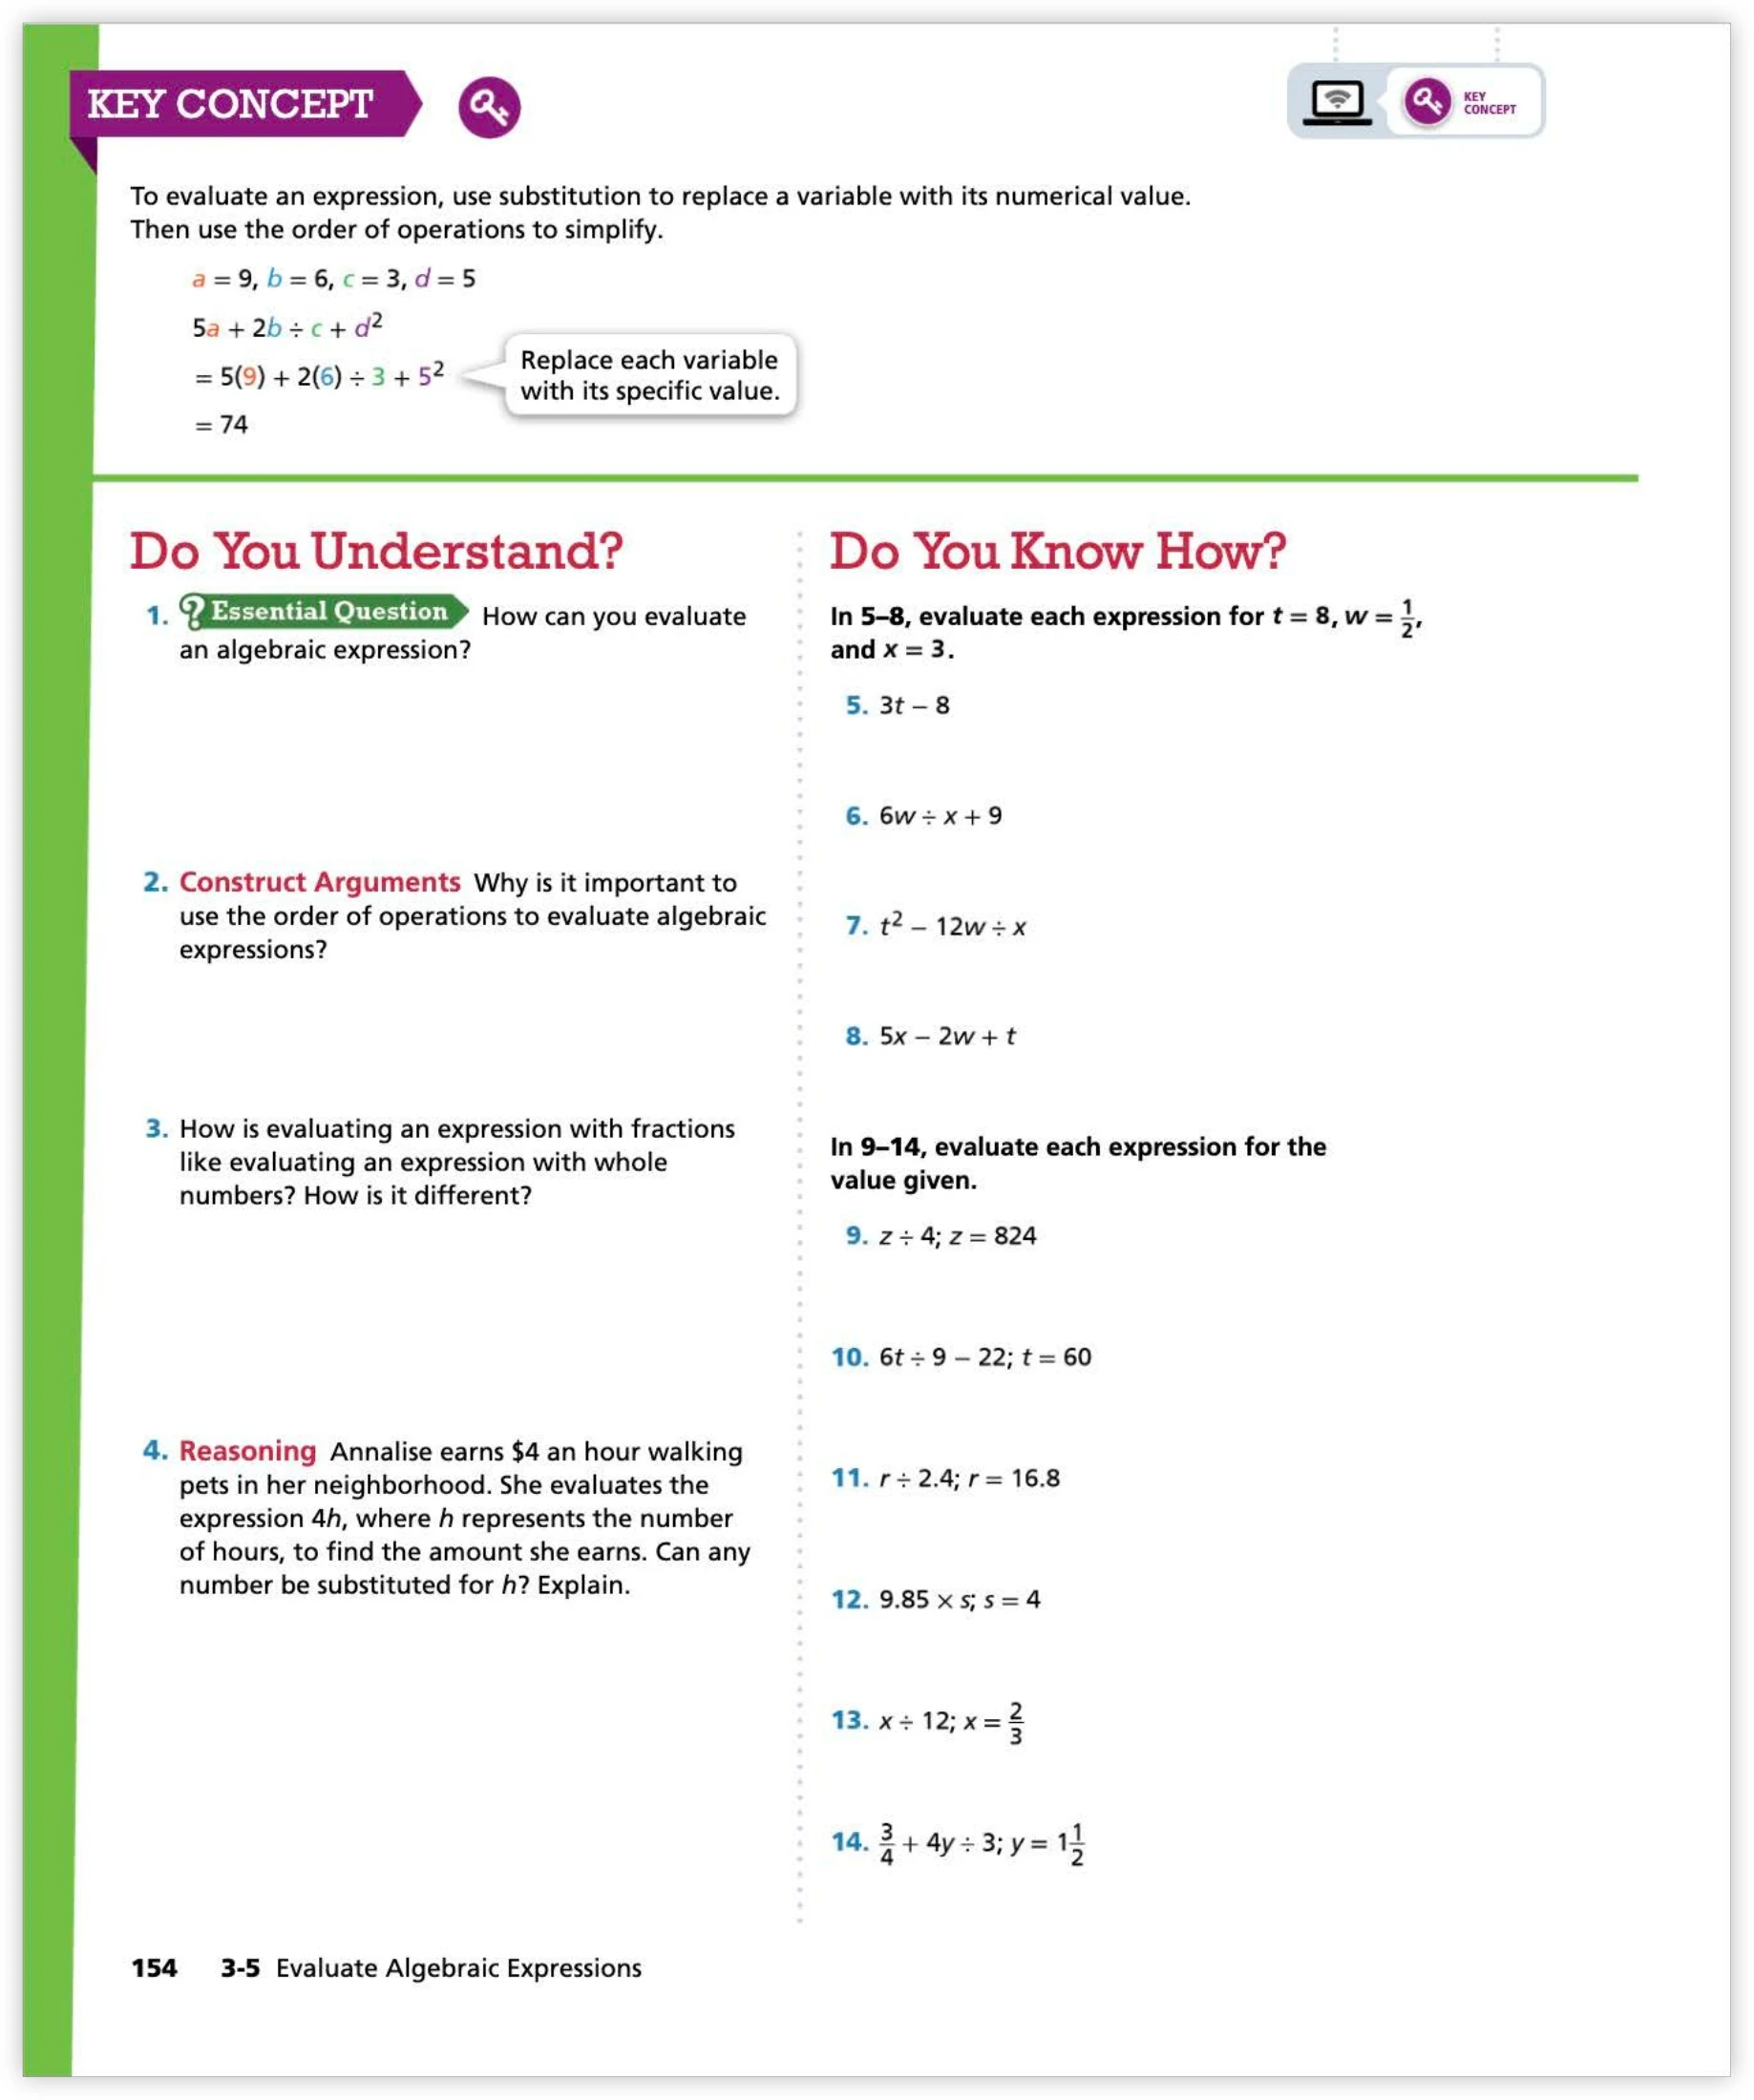 KEY CONCEPT
KEY
CONCEPT
To evaluate an expression, use substitution to replace a variable with its numerical value.
Then use the order of operations to simplify.
a = 9, b = 6, c = 3, d = 5
5a + 2b ÷ c + d²
= 5(9) + 2(6) ÷ 3 + 5²
= 74
Replace each variable
with its specific value.
Do You Understand?
1. ? Essential Question How can you evaluate
an algebraic expression?
2. Construct Arguments Why is it important to
use the order of operations to evaluate algebraic
expressions?
3. How is evaluating an expression with fractions
like evaluating an expression with whole
numbers? How is it different?
4. Reasoning Annalise earns $4 an hour walking
pets in her neighborhood. She evaluates the
expression 4h, where h represents the number
of hours, to find the amount she earns. Can any
number be substituted for h? Explain.
Do You Know How?
In 5–8, evaluate each expression for t = 8, w = 1/2,
and x = 3.
5. 3t – 8
6. 6w ÷ x + 9
7. t² – 12w ÷ x
8. 5x – 2w + t
In 9–14, evaluate each expression for the
value given.
9. z ÷ 4; z = 824
10. 6t ÷ 9 – 22; t = 60
11. r ÷ 2.4; r = 16.8
12. 9.85 × s; s = 4
13. x ÷ 12; x = 2/3
14. 3/4 + 4y ÷ 3; y = 1 1/2
154 3-5 Evaluate Algebraic Expressions